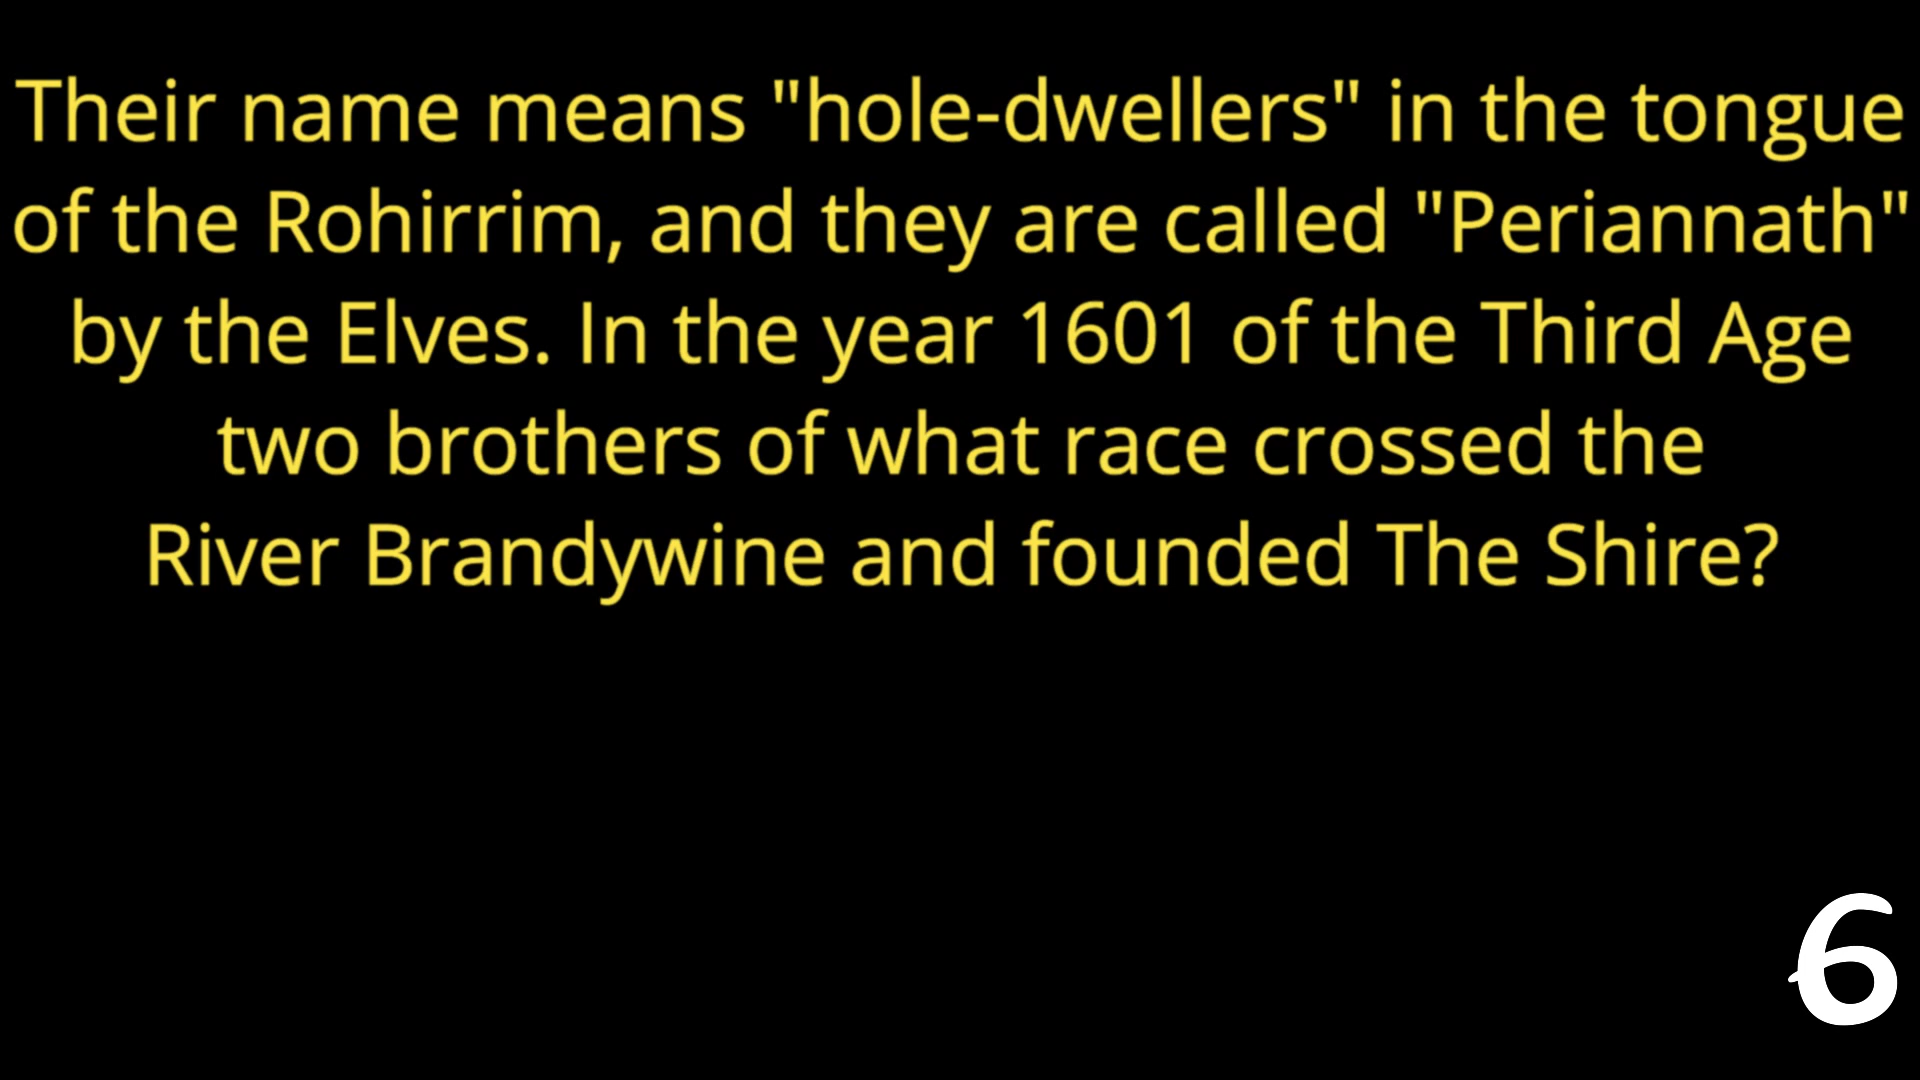 Their name means "hole-dwellers" in the tongue
of the Rohirrim, and they are called "Periannath"
by the Elves. In the year 1601 of the Third Age
two brothers of what race crossed the
River Brandywine and founded The Shire?
6